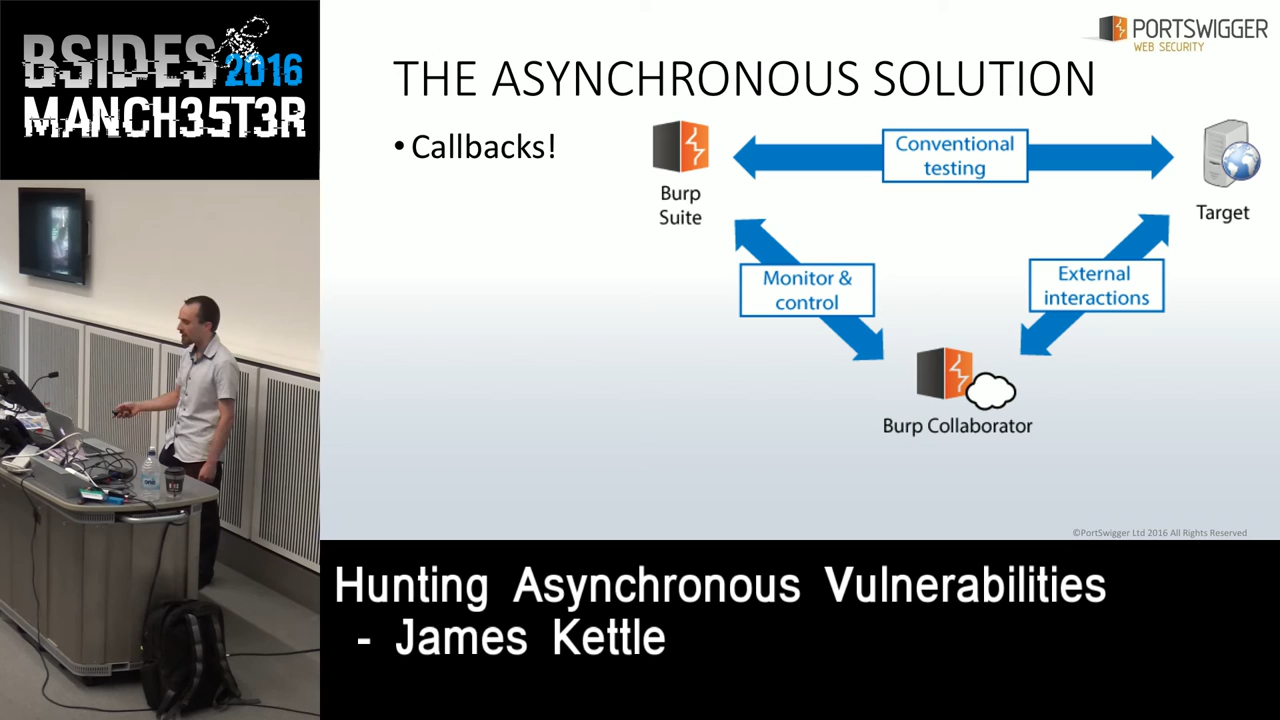 BSIDES 2016
MANCH35T3R
PORTSWIGGER
WEB SECURITY
THE ASYNCHRONOUS SOLUTION
• Callbacks!
Burp
Suite
Conventional
testing
Target
Monitor &
control
External
interactions
Burp Collaborator
©PortSwigger Ltd 2016 All Rights Reserved
Hunting Asynchronous Vulnerabilities
- James Kettle